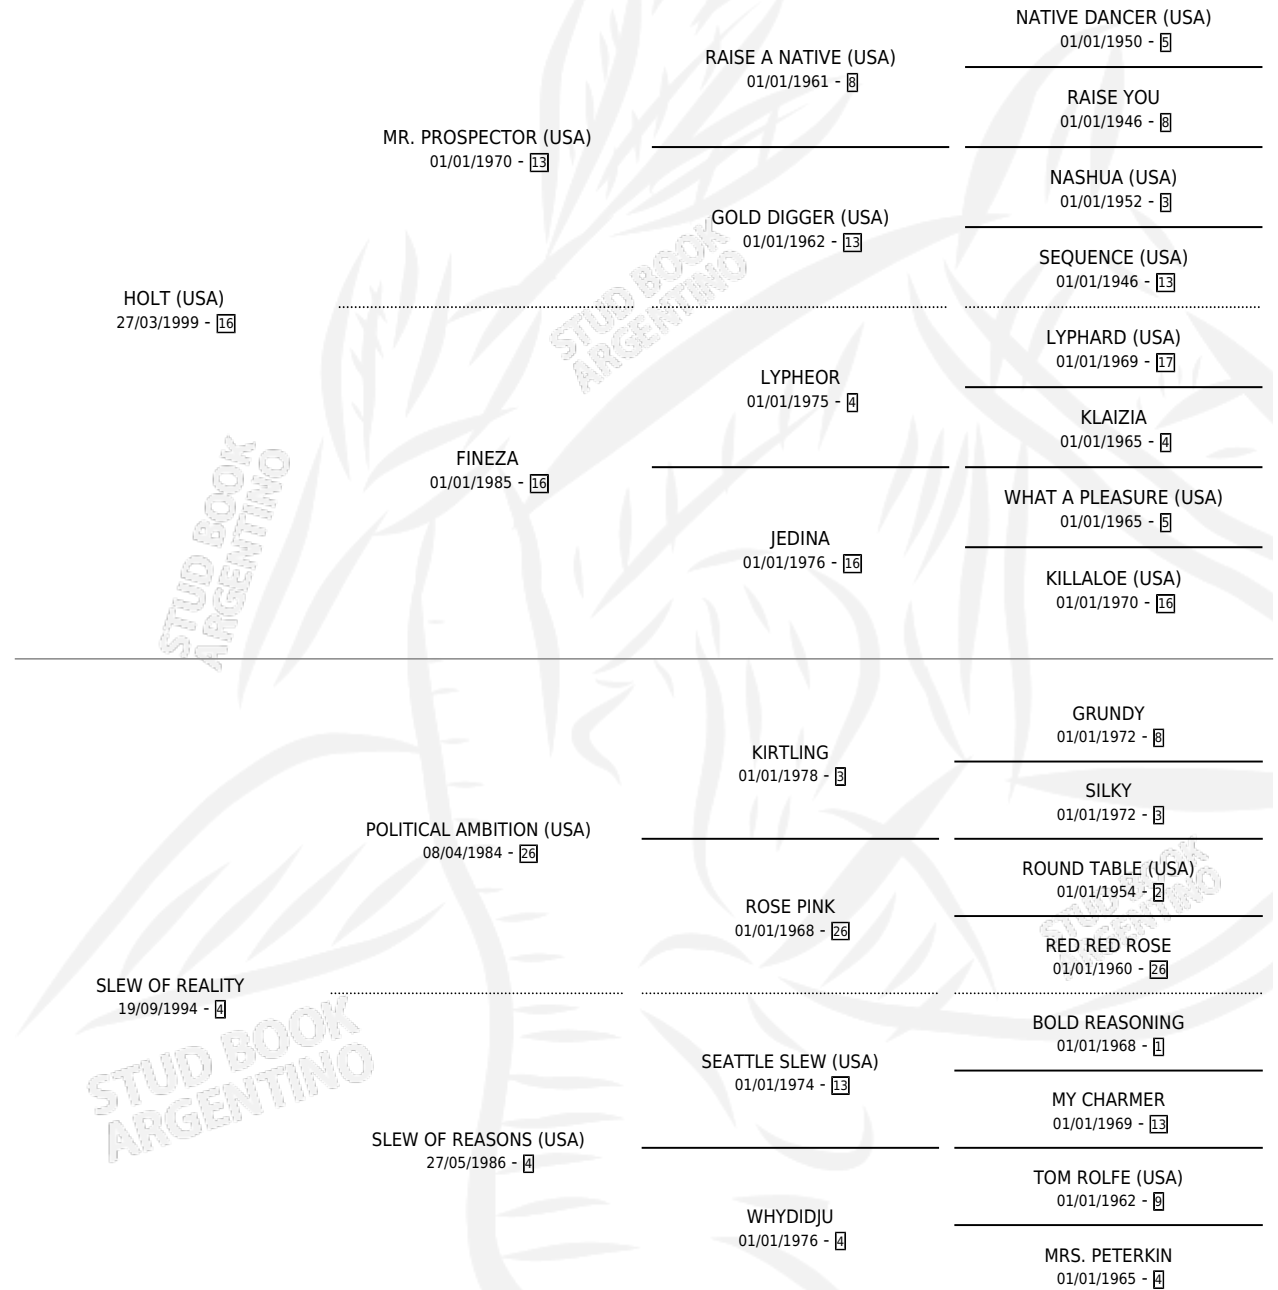 NATIVE DANCER (USA)
01/01/1950 - 5
RAISE A NATIVE (USA)
01/01/1961 - 8
RAISE YOU
01/01/1946 - 8
MR. PROSPECTOR (USA)
01/01/1970 - 13
NASHUA (USA)
01/01/1952 - 3
GOLD DIGGER (USA)
01/01/1962 - 13
SEQUENCE (USA)
01/01/1946 - 13
HOLT (USA)
27/03/1999 - 16
STUD BOOK
ARGENTINO
LYPHARD (USA)
01/01/1969 - 17
LYPHEOR
01/01/1975 - 4
KLAIZIA
01/01/1965 - 4
FINEZA
01/01/1985 - 16
WHAT A PLEASURE (USA)
01/01/1965 - 5
JEDINA
01/01/1976 - 16
KILLALOE (USA)
01/01/1970 - 16
STUD BOOK
ARGENTINO
GRUNDY
01/01/1972 - 8
KIRTLING
01/01/1978 - 3
SILKY
01/01/1972 - 3
POLITICAL AMBITION (USA)
08/04/1984 - 26
ROUND TABLE (USA)
01/01/1954 - 2
ROSE PINK
01/01/1968 - 26
RED RED ROSE
01/01/1960 - 26
STUD BOOK
ARGENTINO
SLEW OF REALITY
19/09/1994 - 4
BOLD REASONING
01/01/1968 - 1
SEATTLE SLEW (USA)
01/01/1974 - 13
MY CHARMER
01/01/1969 - 13
STUD BOOK
ARGENTINO
SLEW OF REASONS (USA)
27/05/1986 - 4
TOM ROLFE (USA)
01/01/1962 - 9
WHYDIDJU
01/01/1976 - 4
MRS. PETERKIN
01/01/1965 - 4